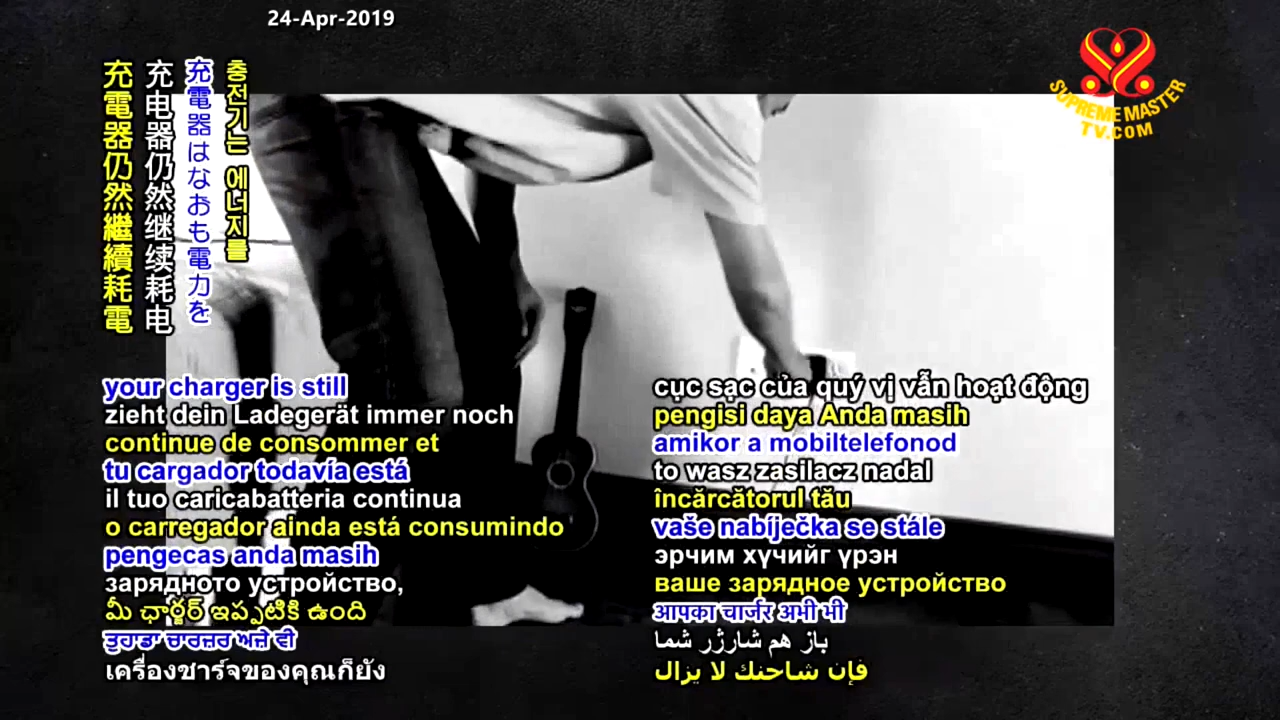 24-Apr-2019
SUPREME MASTER
TV.COM
充電器仍然繼續耗電
充电器仍然继续耗电
充電器はなおも電力を
충전기는 에너지를
your charger is still
zieht dein Ladegerät immer noch
continue de consommer et
tu cargador todavía está
il tuo caricabatteria continua
o carregador ainda está consumindo
pengecas anda masih
зарядното устройство,
మీ ఛార్జర్ ఇప్పటికి ఉంది
ਤੁਹਾਡਾ ਚਾਰਜ਼ਰ ਅਜੇ ਵੀ
เครื่องชาร์จของคุณก็ยัง
cục sạc của quý vị vẫn hoạt động
pengisi daya Anda masih
amikor a mobiltelefonod
to wasz zasilacz nadal
încărcătorul tău
vaše nabíječka se stále
эрчим хүчийг үрэн
ваше зарядное устройство
आपका चार्जर अभी भी
باز هم شارژر شما
فإن شاحنك لا يزال